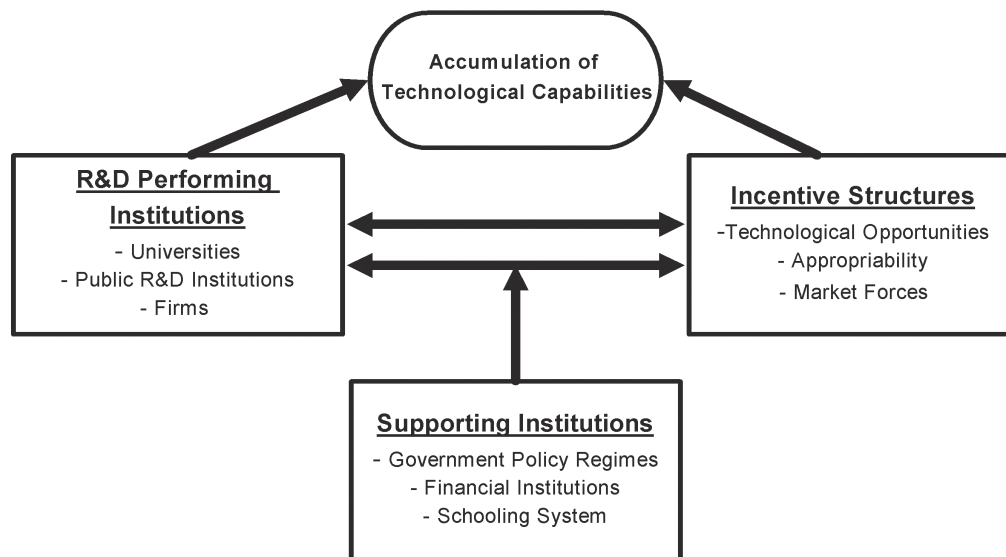 Accumulation of
Technological Capabilities
R&D Performing
Institutions
- Universities
- Public R&D Institutions
- Firms
Incentive Structures
-Technological Opportunities
- Appropriability
- Market Forces
Supporting Institutions
- Government Policy Regimes
- Financial Institutions
- Schooling System